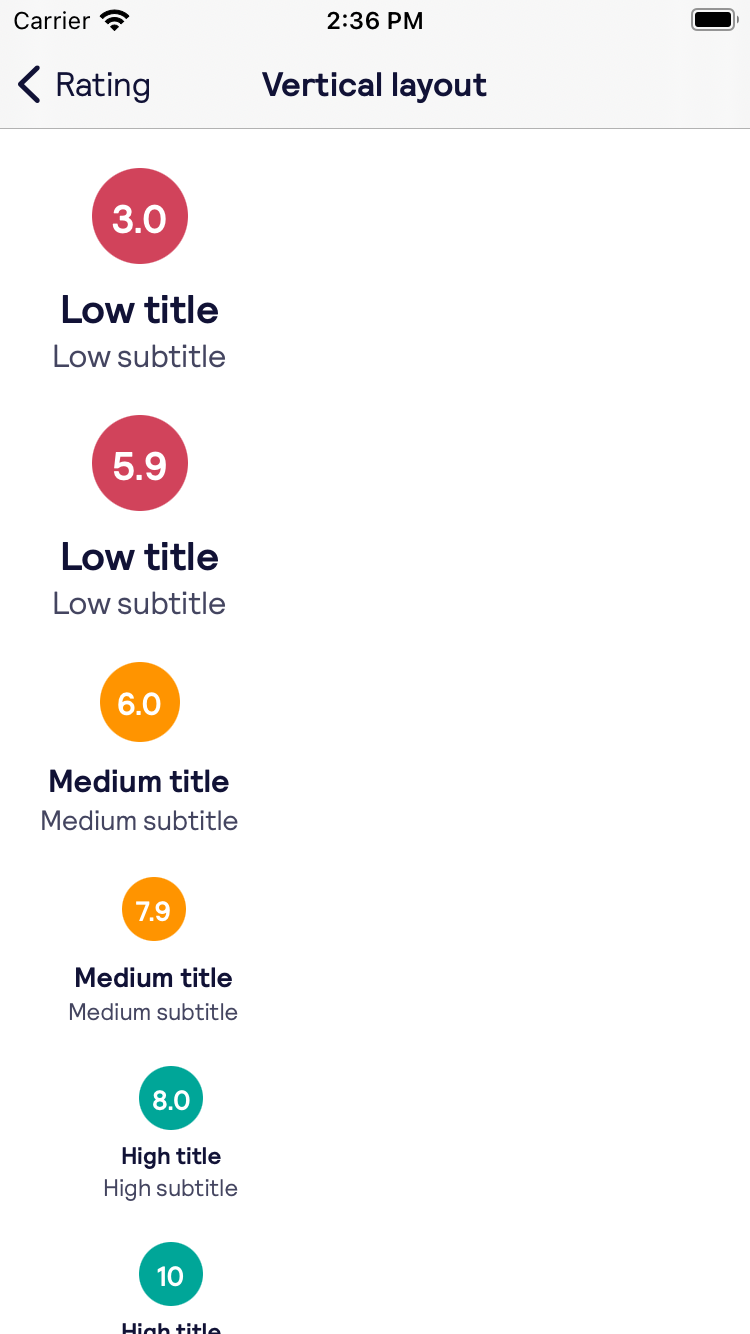 Carrier 2:36 PM
Rating Vertical layout
3.0
Low title
Low subtitle
5.9
Low title
Low subtitle
6.0
Medium title
Medium subtitle
7.9
Medium title
Medium subtitle
8.0
High title
High subtitle
10
High title